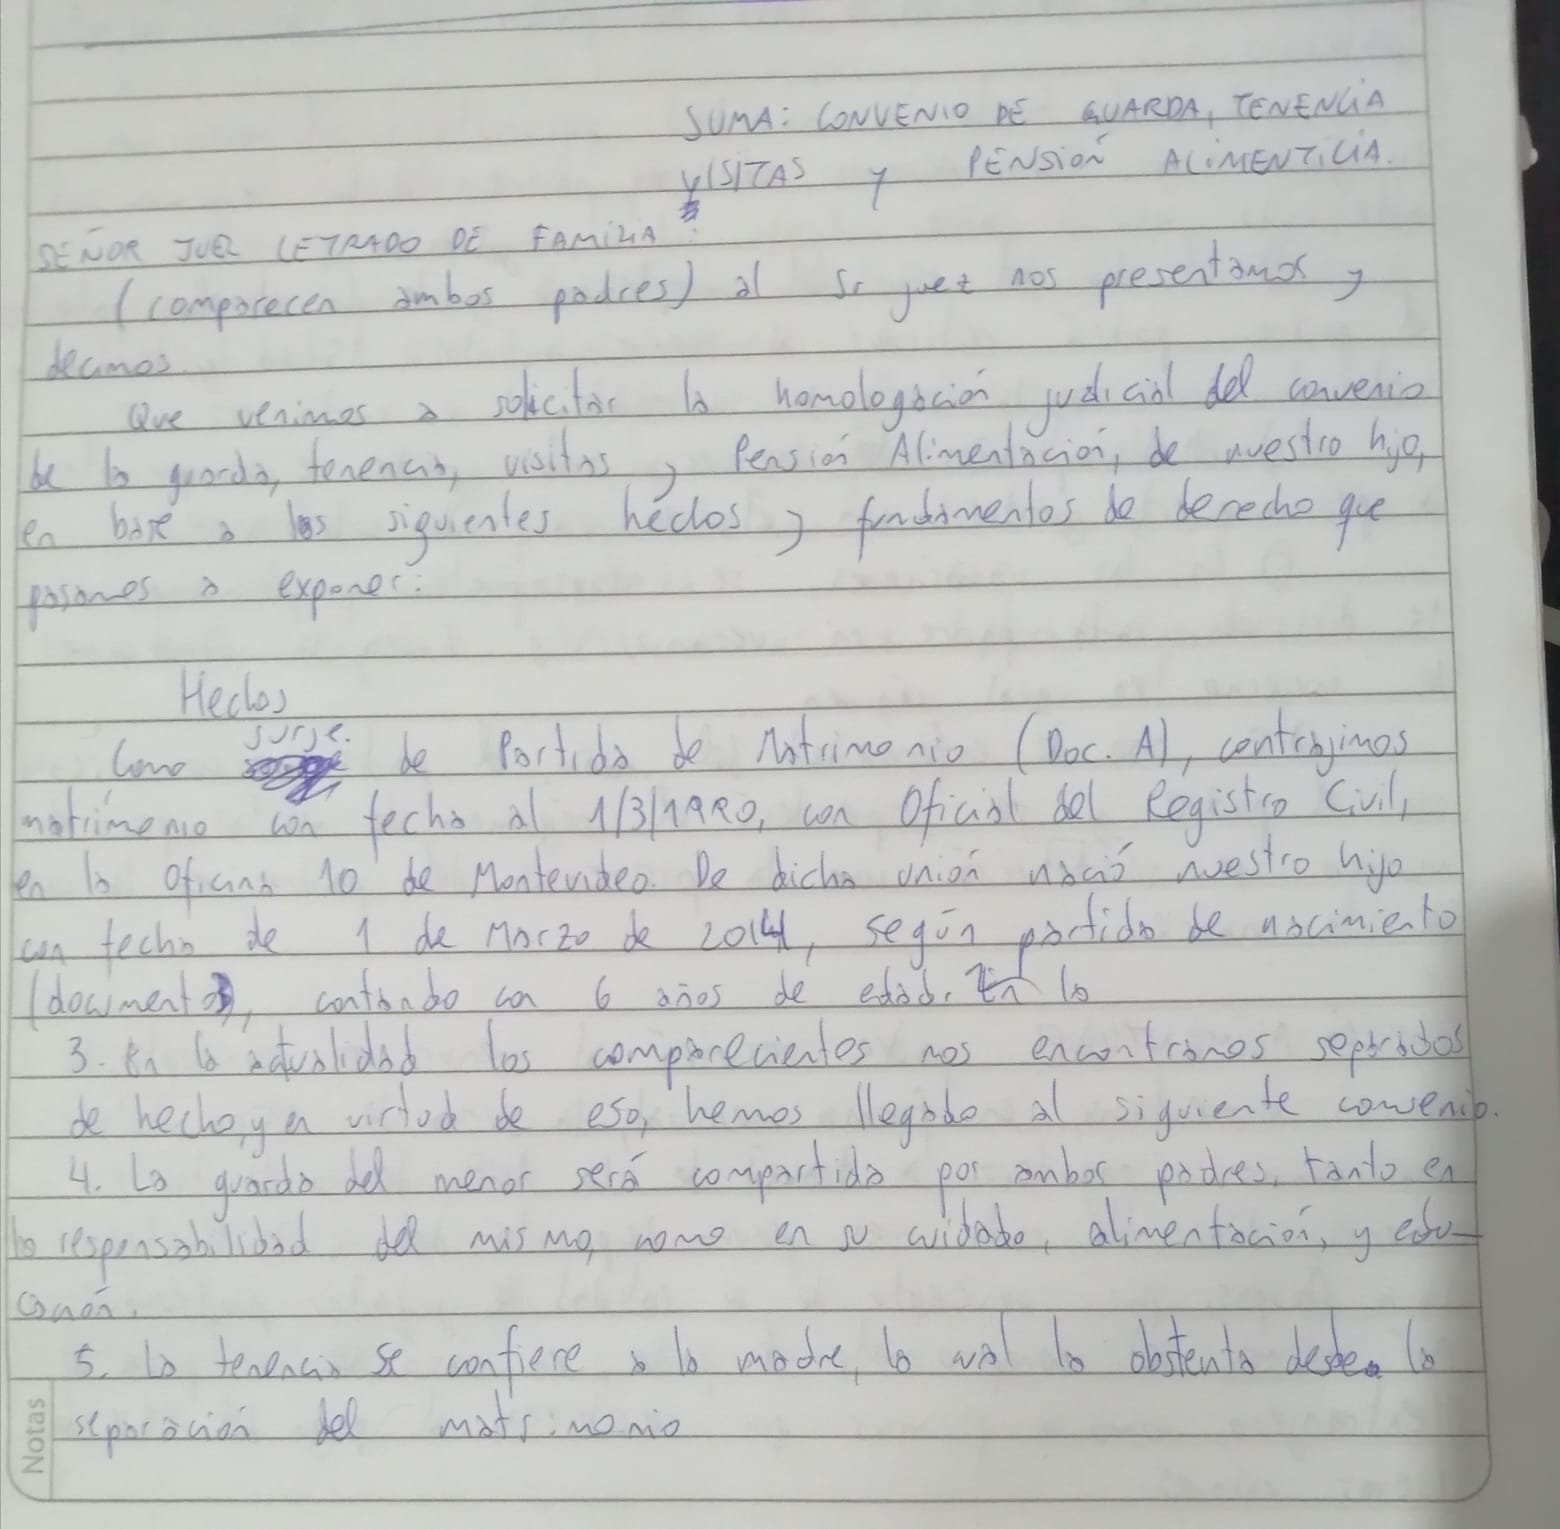 SUMA: CONVENIO DE GUARDA, TENENCIA
VISITAS y PENSIÓN ALIMENTICIA.
SEÑOR JUEZ LETRADO DE FAMILIA:
(comparecen ambos padres) al Sr juez nos presentamos y
decimos.
Que venimos a solicitar la homologación judicial del convenio
de la guarda, tenencia, visitas y Pensión Alimentación, de nuestro hijo,
en base a los siguientes hechos y fundamentos de derecho que
pasamos a exponer:
Hechos
Como surge de Partida de Matrimonio (Doc. A), contrajimos
matrimonio con fecha al 1/3/1990, con Oficial del Registro Civil,
en la Oficina 10 de Montevideo. De dicha unión nació nuestro hijo
con fecha de 1 de Marzo de 2014, según partida de nacimiento
(documento B), contando con 6 años de edad. En la
3. En la actualidad los comparecientes nos encontramos separados
de hecho, y en virtud de eso, hemos llegado al siguiente convenio.
4. La guarda del menor será compartida por ambos padres, tanto en
la responsabilidad del mismo, como en su cuidado, alimentación, y edu-
cación.
5. La tenencia se confiere a la madre, la cual la obstenta desde la
separación del matrimonio
Notas